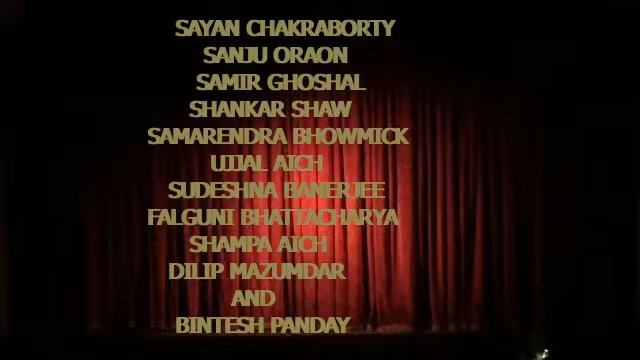 SAYAN CHAKRABORTY
SANJU ORAON
SAMIR GHOSHAL
SHANKAR SHAW
SAMARENDRA BHOWMICK
UJJAL AICH
SUDESHNA BANERJEE
FALGUNI BHATTACHARYA
SHAMPA AICH
DILIP MAZUMDAR
AND
BINTESH PANDAY